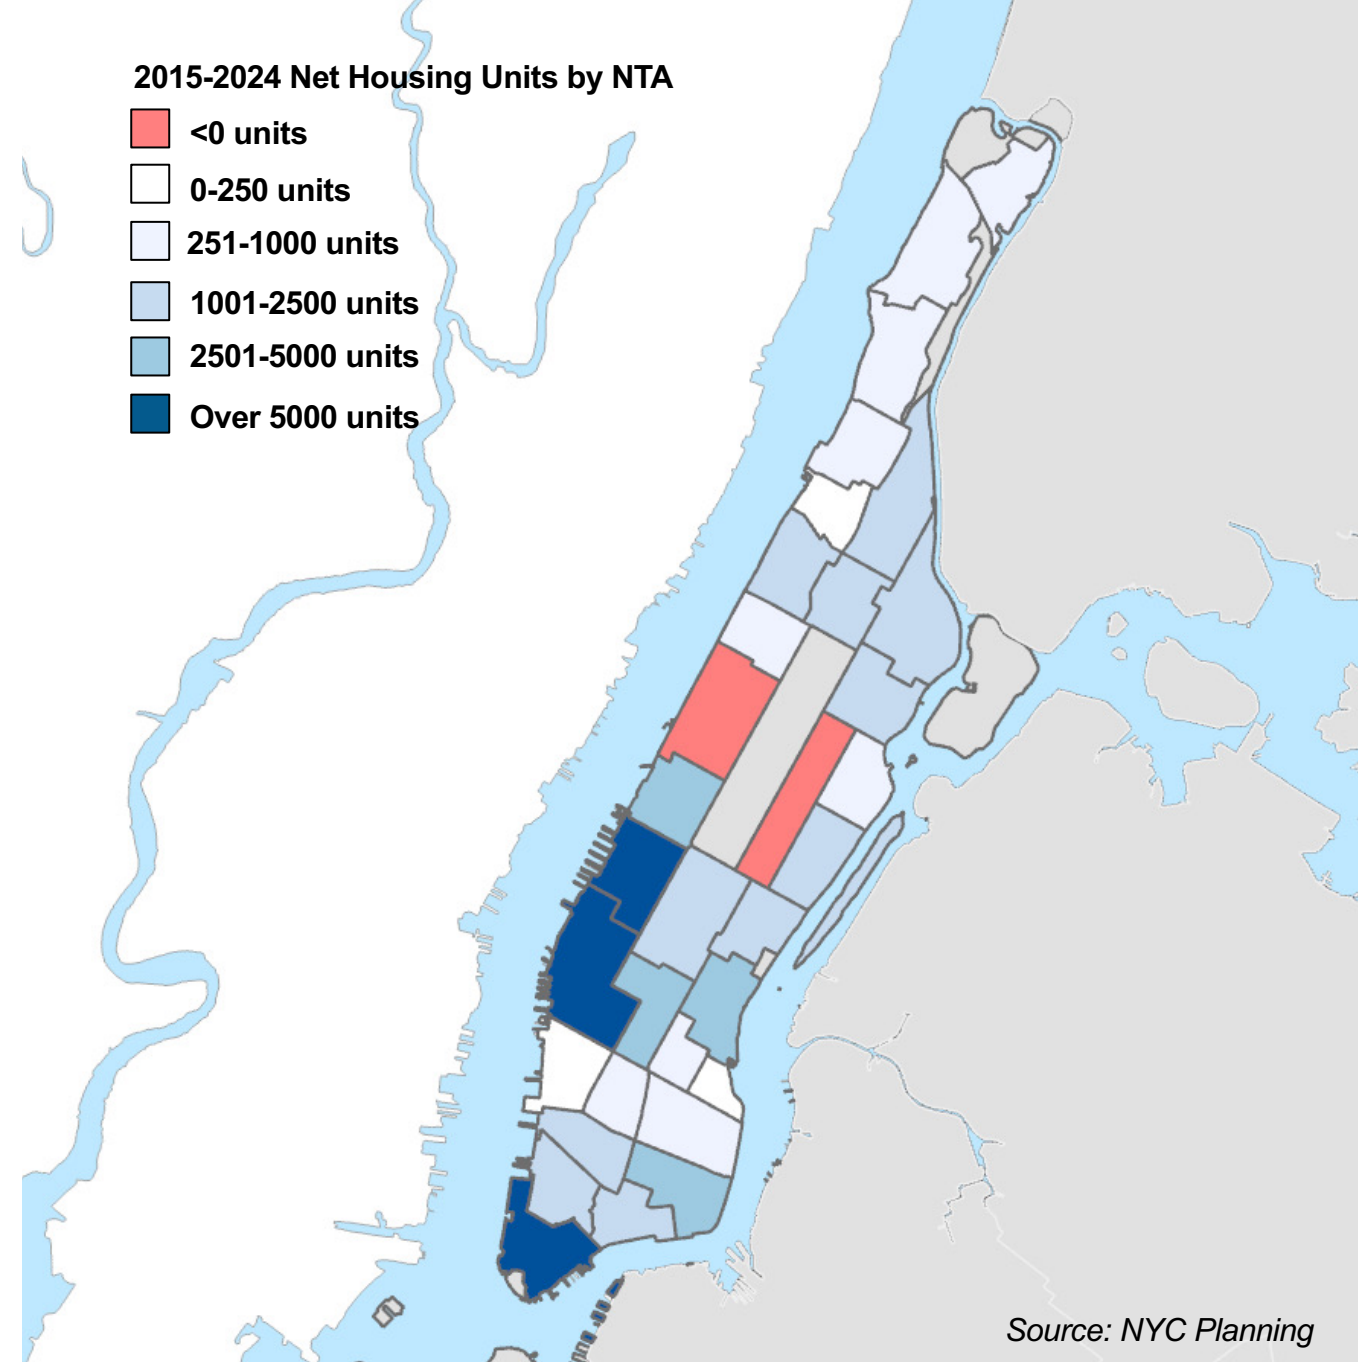 2015-2024 Net Housing Units by NTA
<0 units
0-250 units
251-1000 units
1001-2500 units
2501-5000 units
Over 5000 units
Source: NYC Planning